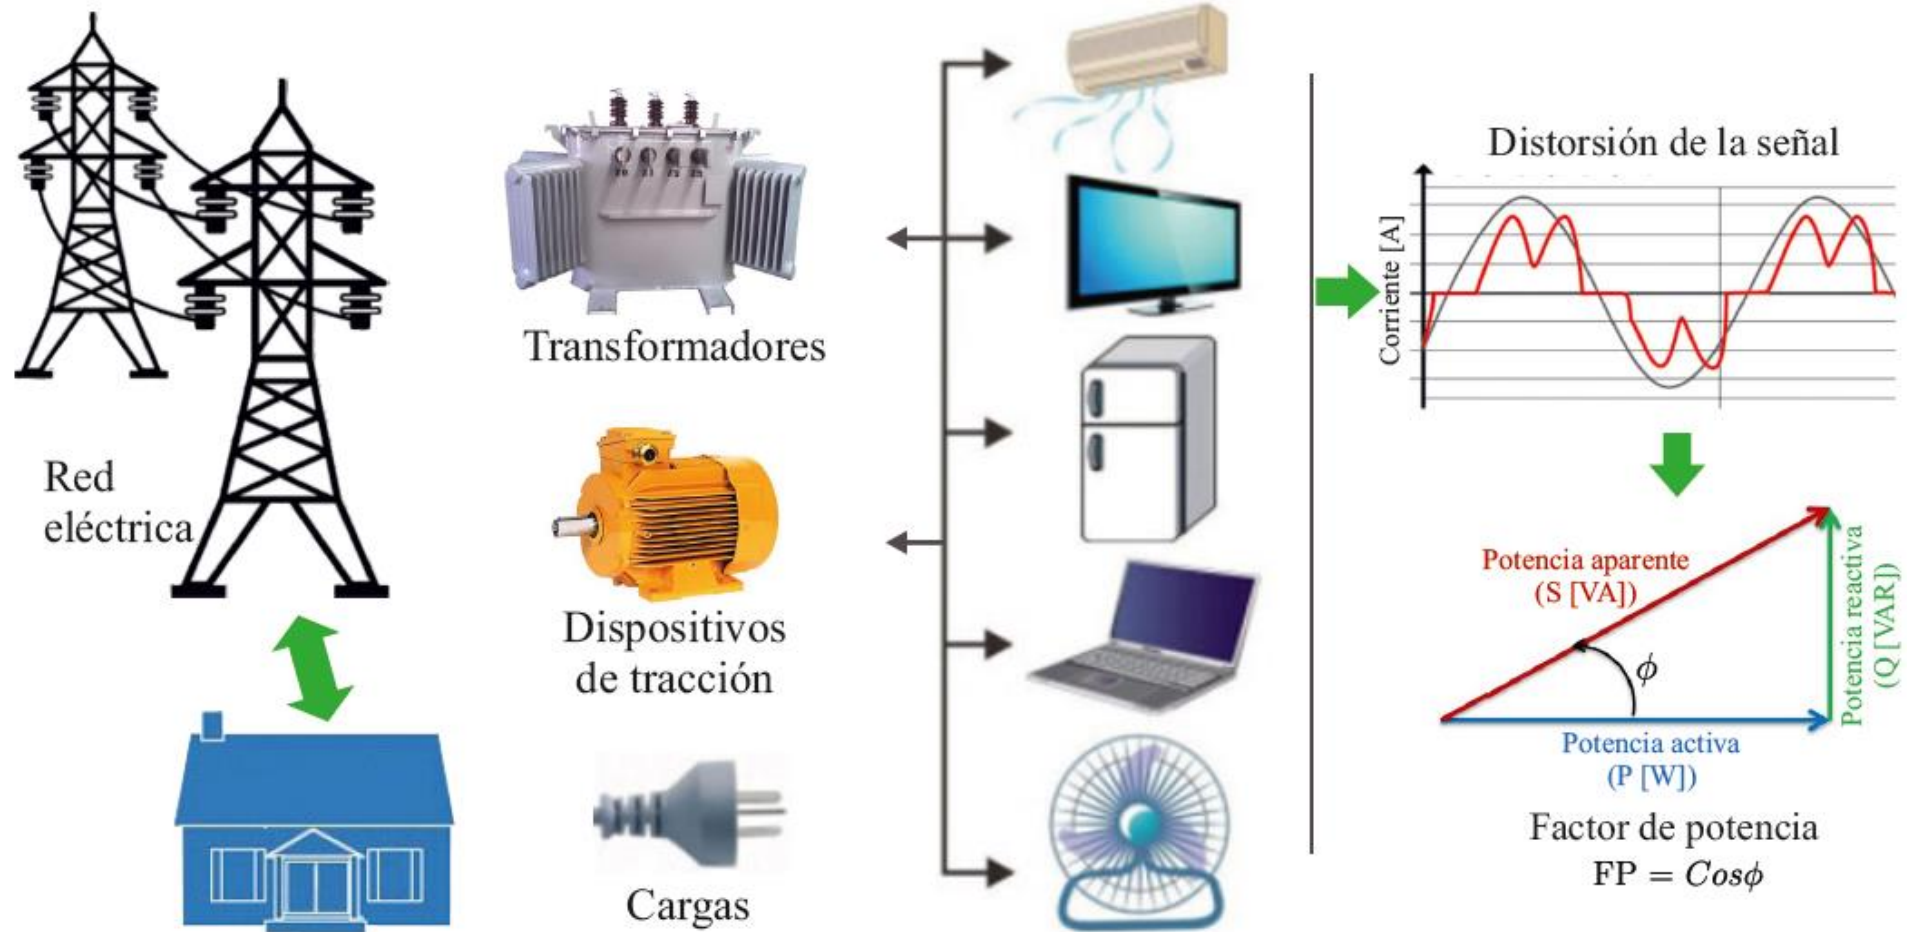 Red
eléctrica
Transformadores
Dispositivos
de tracción
Cargas
Distorsión de la señal
Corriente [A]
Potencia aparente
(S [VA])
Potencia reactiva
(Q [VAR])
ϕ
Potencia activa
(P [W])
Factor de potencia
FP = Cosϕ